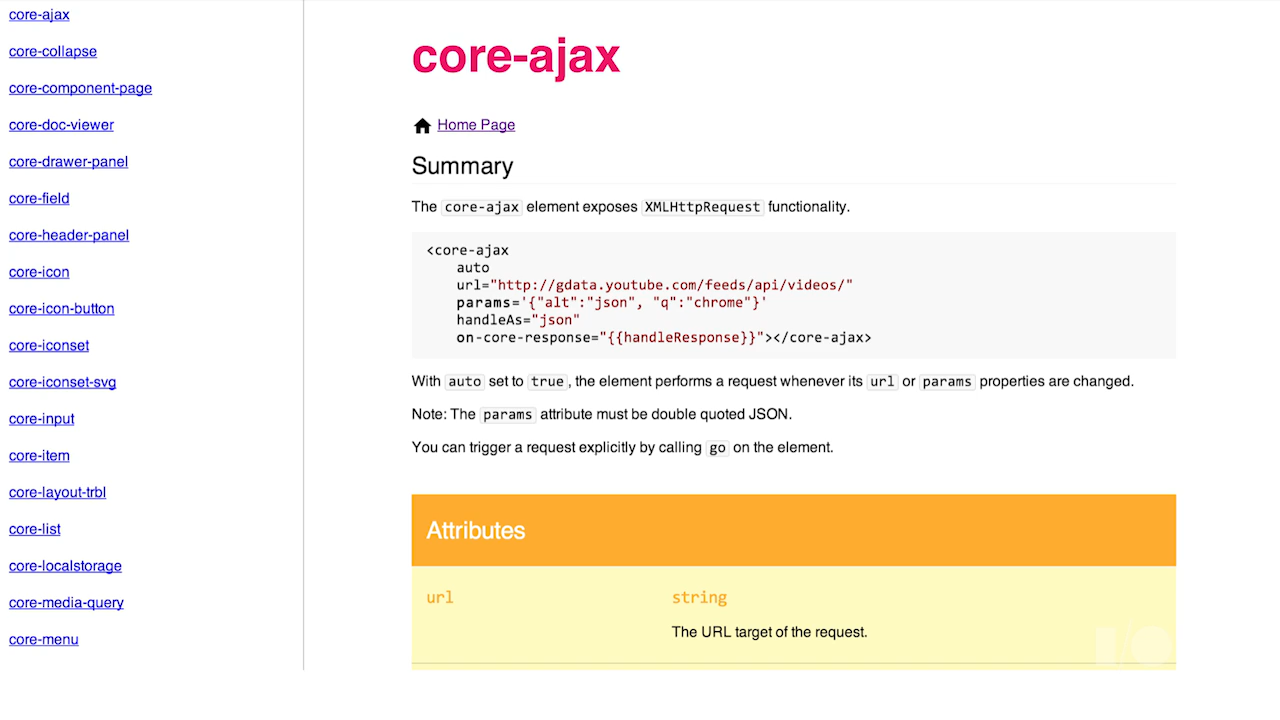 core-ajax
core-collapse
core-component-page
core-doc-viewer
core-drawer-panel
core-field
core-header-panel
core-icon
core-icon-button
core-iconset
core-iconset-svg
core-input
core-item
core-layout-trbl
core-list
core-localstorage
core-media-query
core-menu
core-ajax
Home Page
Summary
The core-ajax element exposes XMLHttpRequest functionality.
<core-ajax
auto
url="http://gdata.youtube.com/feeds/api/videos/"
params='{"alt":"json", "q":"chrome"}'
handleAs="json"
on-core-response="{{handleResponse}}"></core-ajax>
With auto set to true, the element performs a request whenever its url or params properties are changed.
Note: The params attribute must be double quoted JSON.
You can trigger a request explicitly by calling go on the element.
Attributes
url string
The URL target of the request.
I/O